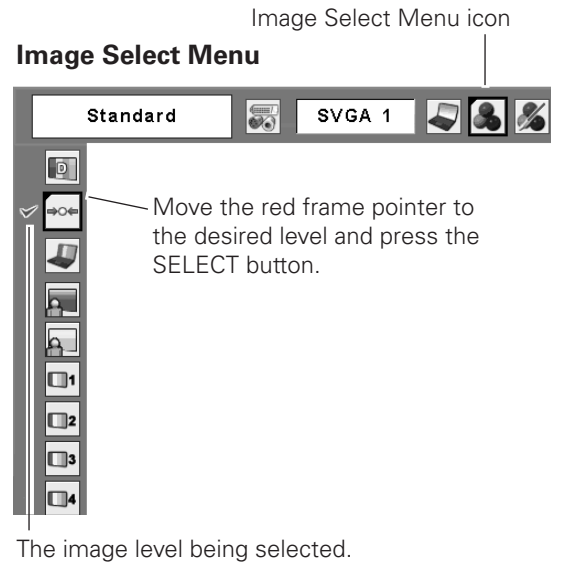 Image Select Menu icon
Image Select Menu
Standard
SVGA 1
D
Move the red frame pointer to
the desired level and press the
SELECT button.
1
2
3
4
The image level being selected.